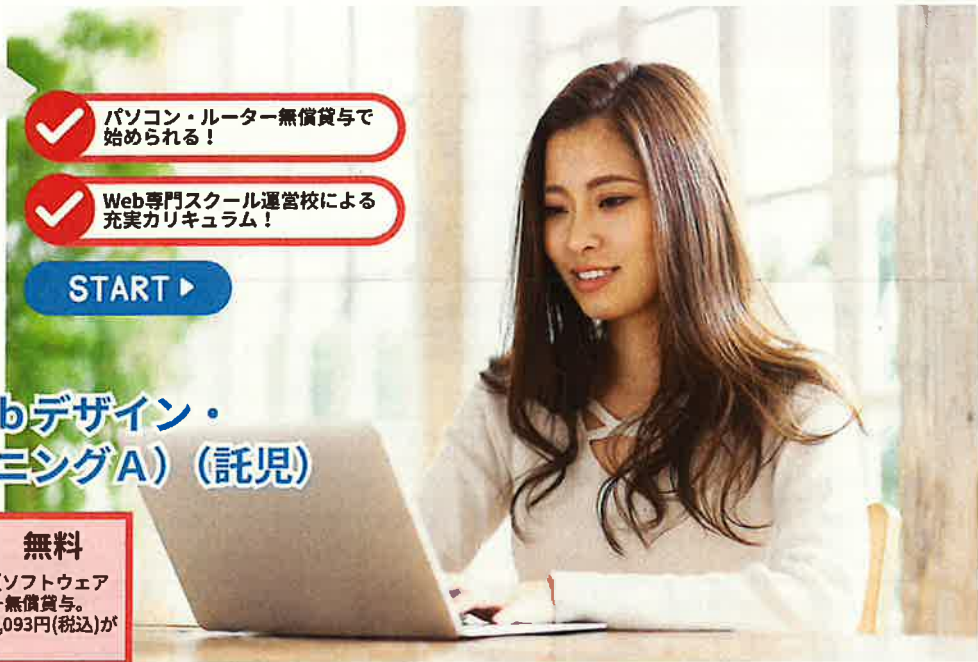 パソコン・ルーター無償貸与で
始められる！
Web専門スクール運営校による
充実カリキュラム！
START
bデザイン・
ニングA）（託児）
無料
ソフトウェア
無償貸与。
,093円(税込)が